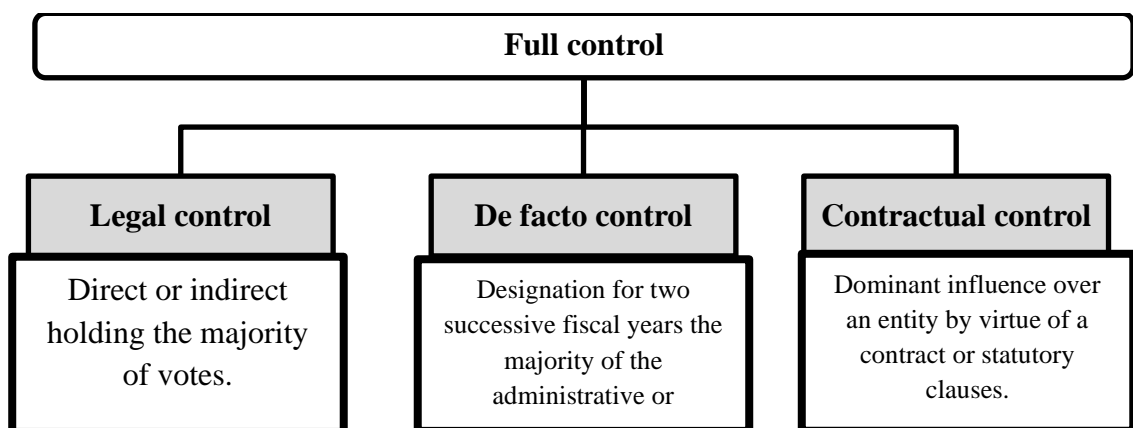 Full control
Legal control
Direct or indirect
holding the majority
of votes.
De facto control
Designation for two
successive fiscal years the
majority of the
administrative or
Contractual control
Dominant influence over
an entity by virtue of a
contract or statutory
clauses.